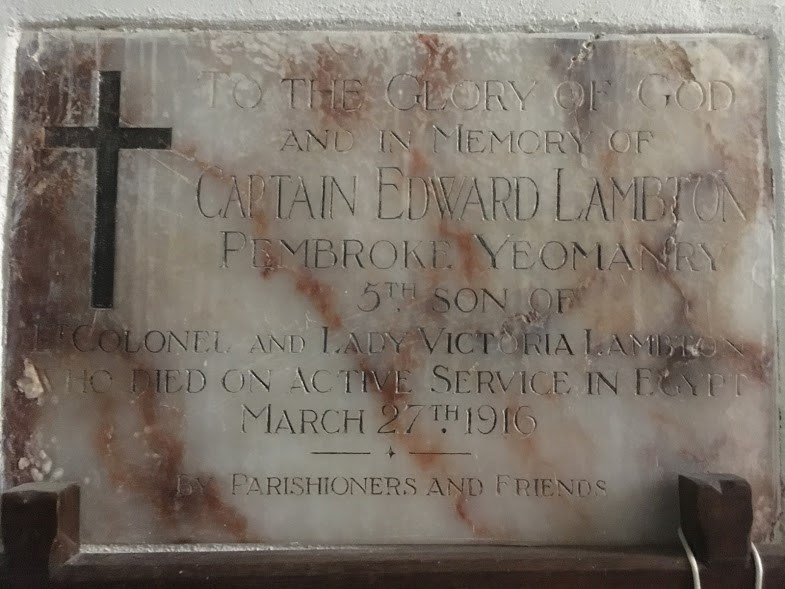 To the Glory of God
and in Memory of
Captain Edward Lambton
Pembroke Yeomanry
5th son of
Lt Colonel and Lady Victoria Lambton
who died on Active Service in Egypt
March 27th. 1916
By Parishioners and Friends